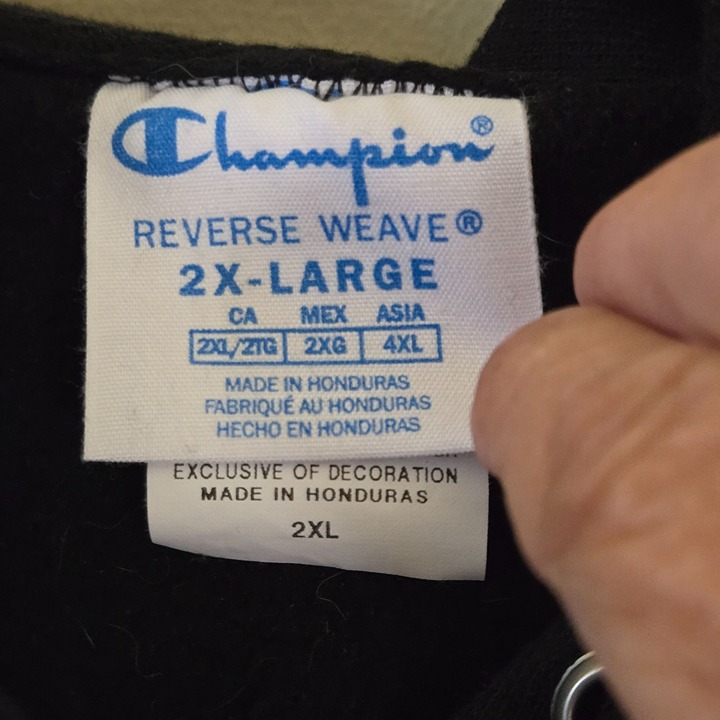 Champion®
REVERSE WEAVE®
2X-LARGE
CA MEX ASIA
2XL/2TG 2XG 4XL
MADE IN HONDURAS
FABRIQUÉ AU HONDURAS
HECHO EN HONDURAS
EXCLUSIVE OF DECORATION
MADE IN HONDURAS
2XL